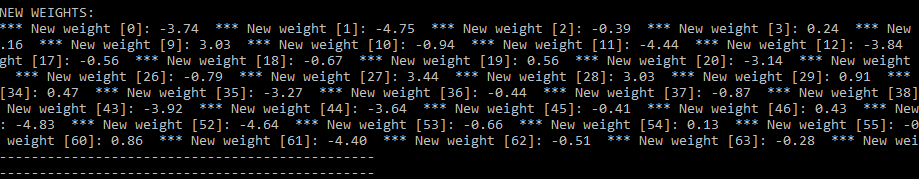 NEW WEIGHTS:
*** New weight [0]: -3.74  *** New weight [1]: -4.75  *** New weight [2]: -0.39  *** New weight [3]: 0.24  *** New
.16  *** New weight [9]: 3.03  *** New weight [10]: -0.94  *** New weight [11]: -4.44  *** New weight [12]: -3.84
ght [17]: -0.56  *** New weight [18]: -0.67  *** New weight [19]: 0.56  *** New weight [20]: -3.14  *** New weight
*** New weight [26]: -0.79  *** New weight [27]: 3.44  *** New weight [28]: 3.03  *** New weight [29]: 0.91  ***
[34]: 0.47  *** New weight [35]: -3.27  *** New weight [36]: -0.44  *** New weight [37]: -0.87  *** New weight [38]
New weight [43]: -3.92  *** New weight [44]: -3.64  *** New weight [45]: -0.41  *** New weight [46]: 0.43  *** New
: -4.83  *** New weight [52]: -4.64  *** New weight [53]: -0.66  *** New weight [54]: 0.13  *** New weight [55]: -0
weight [60]: 0.86  *** New weight [61]: -4.40  *** New weight [62]: -0.51  *** New weight [63]: -0.28  *** New wei
-----------------------------------------------
-----------------------------------------------